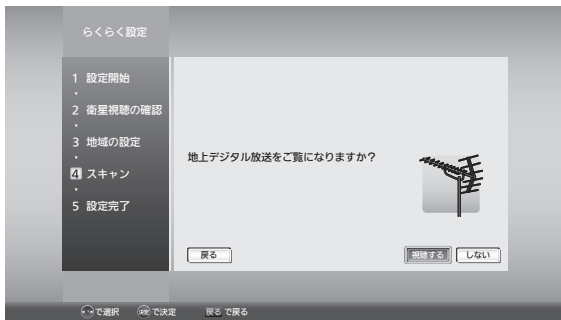 らくらく設定
1 設定開始
2 衛星視聴の確認
3 地域の設定
4 スキャン
5 設定完了
地上デジタル放送をご覧になりますか？
戻る
視聴する しない
で選択 決定 で決定 戻る で戻る